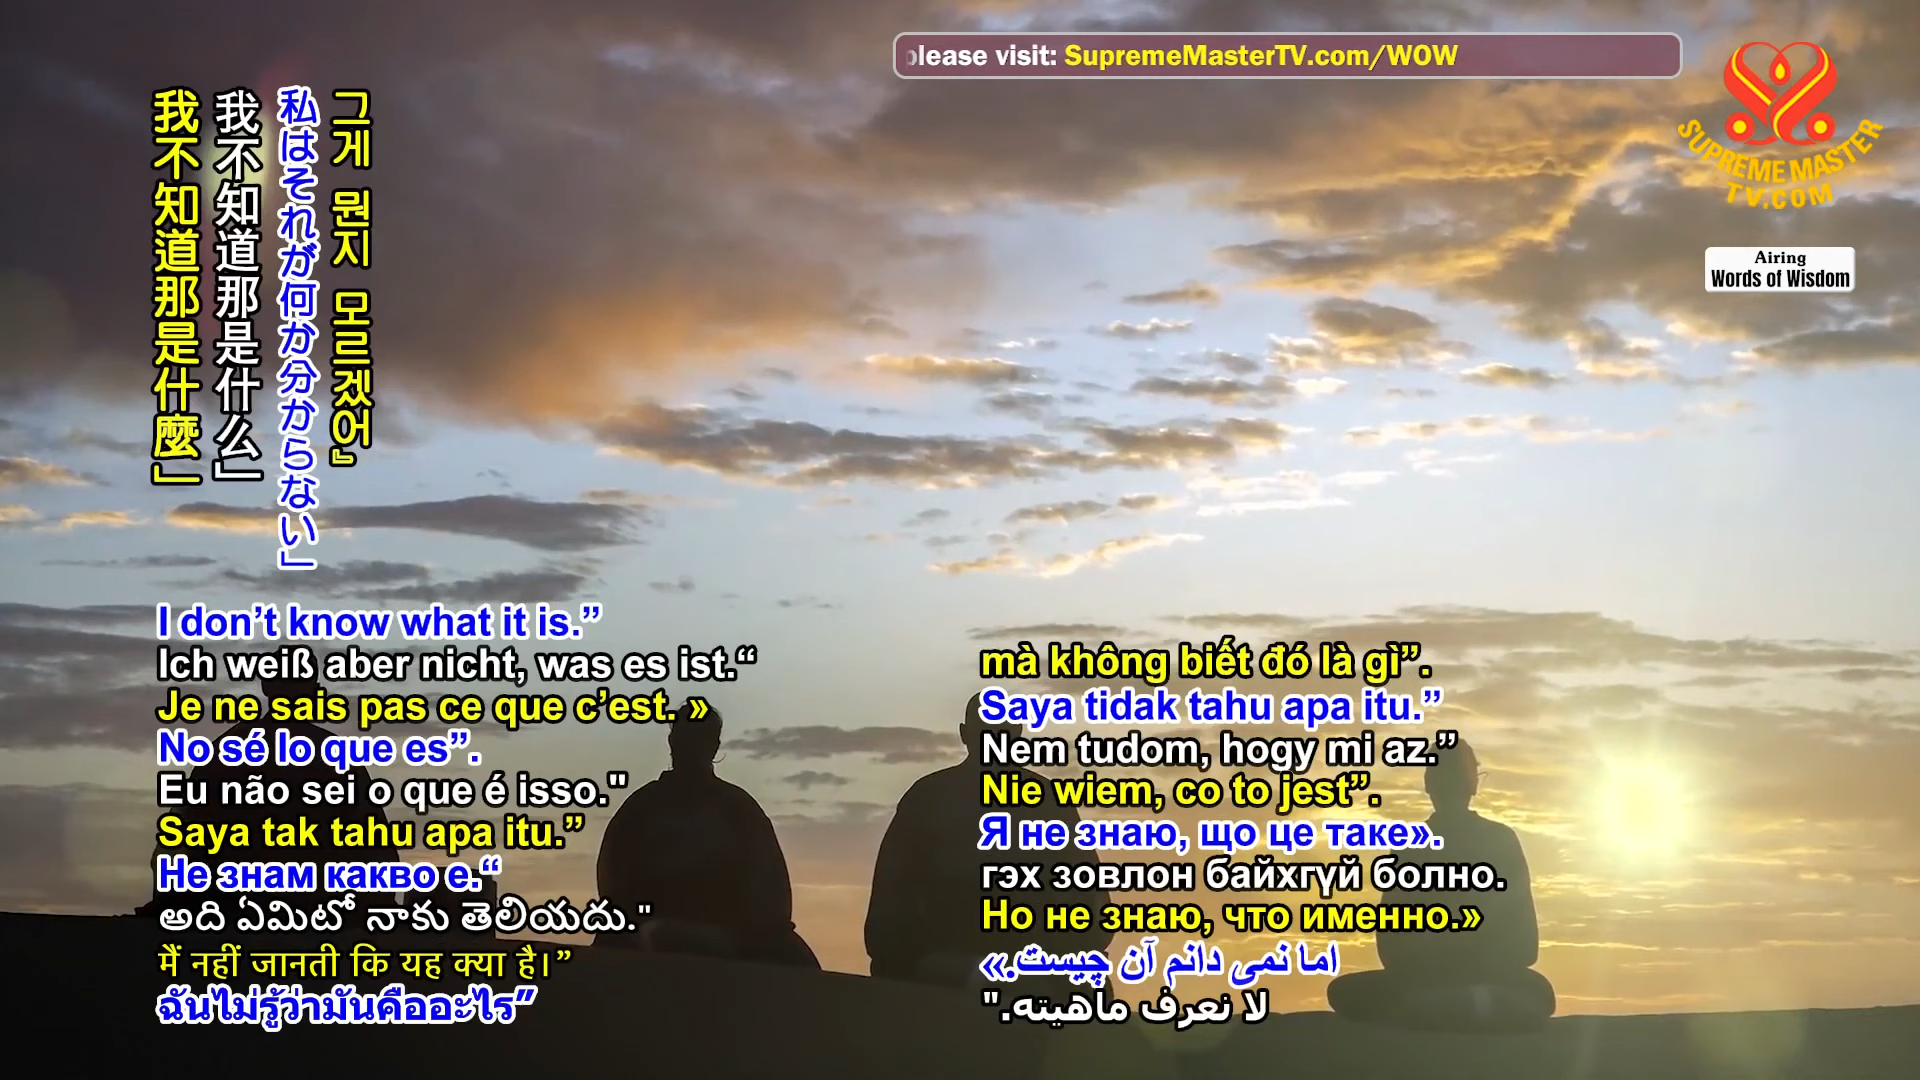 please visit: SupremeMasterTV.com/WOW
SUPREME MASTER
TV.COM
Airing
Words of Wisdom
그게 뭔지 모르겠어』
私はそれが何か分からない」
我不知道那是什么」
我不知道那是什麼」
I don’t know what it is.”
Ich weiß aber nicht, was es ist.“
Je ne sais pas ce que c’est. »
No sé lo que es”.
Eu não sei o que é isso."
Saya tak tahu apa itu.”
Не знам какво е.“
అది ఏమిటో నాకు తెలియదు."
मैं नहीं जानती कि यह क्या है।”
ฉันไม่รู้ว่ามันคืออะไร”
mà không biết đó là gì”.
Saya tidak tahu apa itu.”
Nem tudom, hogy mi az.”
Nie wiem, co to jest”.
Я не знаю, що це таке».
гэх зовлон байхгүй болно.
Но не знаю, что именно.»
اما نمی دانم آن چیست.»
لا نعرف ماهيته."